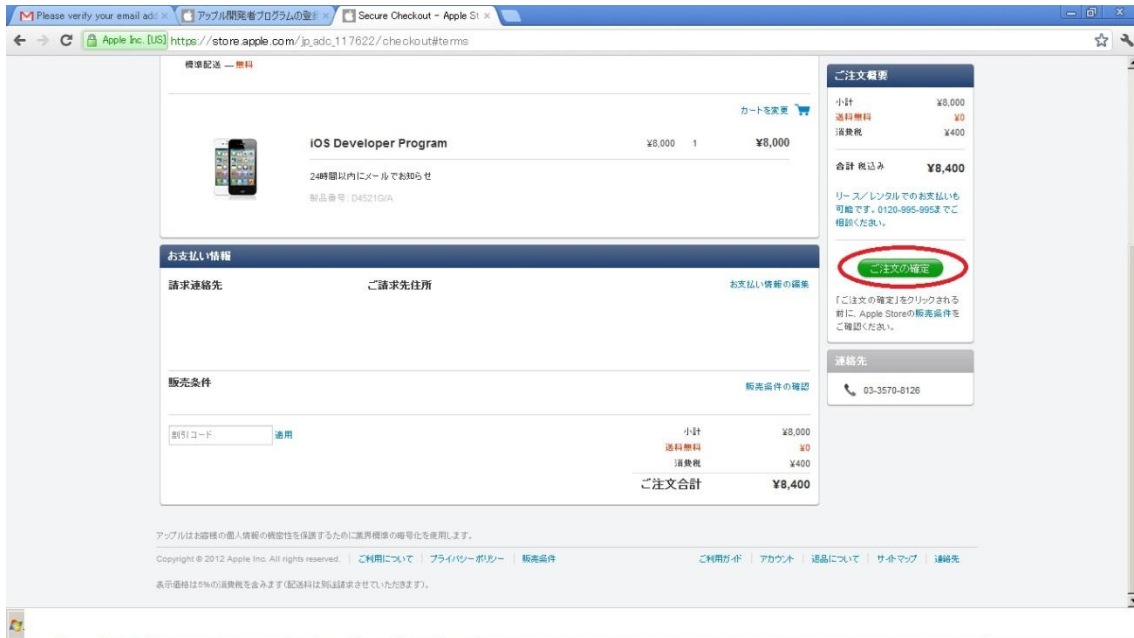 Please verify your email add
アップル開発者プログラムの登録
Secure Checkout - Apple St
Apple Inc. [US] https://store.apple.com/jp_adc_117622/checkout#terms
標準配送 — 無料
カートを変更
iOS Developer Program ¥8,000 1 ¥8,000
24時間以内にメールでお知らせ
製品番号: D4521G/A
お支払い情報
請求連絡先 ご請求先住所 お支払い情報の編集
販売条件 販売条件の確認
割引コード 適用
小計 ¥8,000
送料無料 ¥0
消費税 ¥400
ご注文合計 ¥8,400
ご注文概要
小計 ¥8,000
送料無料 ¥0
消費税 ¥400
合計 税込み ¥8,400
リース／レンタルでのお支払いも
可能です。0120-995-995までご
相談ください。
ご注文の確定
「ご注文の確定」をクリックされる
前に、Apple Storeの販売条件を
ご確認ください。
連絡先
03-3570-8126
アップルはお客様の個人情報の機密性を保護するために業界標準の暗号化を使用します。
Copyright © 2012 Apple Inc. All rights reserved. ご利用について プライバシーポリシー 販売条件 ご利用ガイド アカウント 返品について サイトマップ 連絡先
表示価格は5%の消費税を含みます（配送料は別途請求させていただきます）。